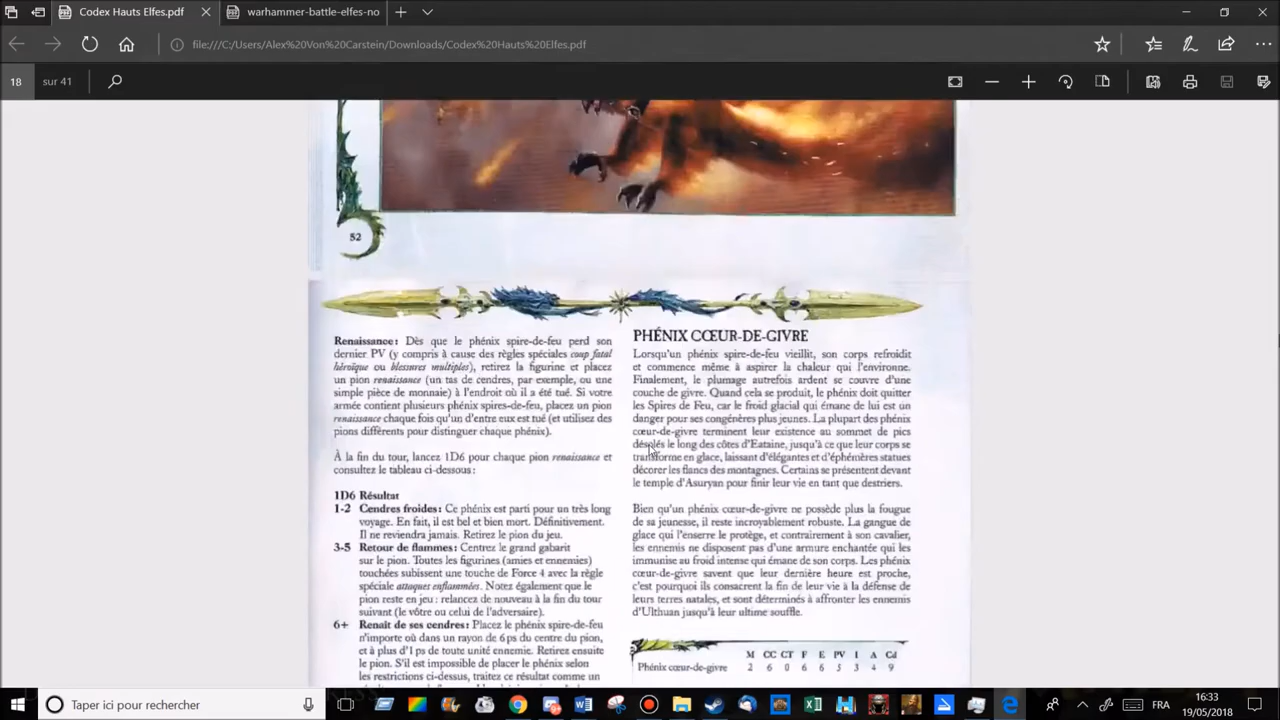 Codex Hauts Elfes.pdf
warhammer-battle-elfes-no
file:///C:/Users/Alex%20Von%20Carstein/Downloads/Codex%20Hauts%20Elfes.pdf
18 sur 41
52
Renaissance : Dès que le phénix spire-de-feu perd son
dernier PV (y compris à cause des règles spéciales coup fatal
héroïque ou blessures multiples), retirez la figurine et placez
un pion renaissance (un tas de cendres, par exemple, ou une
simple pièce de monnaie) à l'endroit où il a été tué. Si votre
armée contient plusieurs phénix spires-de-feu, placez un pion
renaissance chaque fois qu'un d'entre eux est tué (et utilisez des
pions différents pour distinguer chaque phénix).
À la fin du tour, lancez 1D6 pour chaque pion renaissance et
consultez le tableau ci-dessous :
1D6 Résultat
1-2 Cendres froides : Ce phénix est parti pour un très long
voyage. En fait, il est bel et bien mort. Définitivement.
Il ne reviendra jamais. Retirez le pion du jeu.
3-5 Retour de flammes : Centrez le grand gabarit
sur le pion. Toutes les figurines (amies et ennemies)
touchées subissent une touche de Force 4 avec la règle
spéciale attaques enflammées. Notez également que le
pion reste en jeu : relancez de nouveau à la fin du tour
suivant (le vôtre ou celui de l'adversaire).
6+ Renaît de ses cendres : Placez le phénix spire-de-feu
n'importe où dans un rayon de 6 ps du centre du pion,
et à plus d'1 ps de toute unité ennemie. Retirez ensuite
le pion. S'il est impossible de placer le phénix selon
les restrictions ci-dessus, traitez ce résultat comme un
PHÉNIX CŒUR-DE-GIVRE
Lorsqu'un phénix spire-de-feu vieillit, son corps refroidit
et commence même à aspirer la chaleur qui l'environne.
Finalement, le plumage autrefois ardent se couvre d'une
couche de givre. Quand cela se produit, le phénix doit quitter
les Spires de Feu, car le froid glacial qui émane de lui est un
danger pour ses congénères plus jeunes. La plupart des phénix
cœur-de-givre terminent leur existence au sommet de pics
désolés le long des côtes d'Eataine, jusqu'à ce que leur corps se
transforme en glace, laissant d'élégantes et d'éphémères statues
décorer les flancs des montagnes. Certains se présentent devant
le temple d'Asuryan pour finir leur vie en tant que destriers.
Bien qu'un phénix cœur-de-givre ne possède plus la fougue
de sa jeunesse, il reste incroyablement robuste. La gangue de
glace qui l'enserre le protège, et contrairement à son cavalier,
les ennemis ne disposent pas d'une armure enchantée qui les
immunise au froid intense qui émane de son corps. Les phénix
cœur-de-givre savent que leur dernière heure est proche,
c'est pourquoi ils consacrent la fin de leur vie à la défense de
leurs terres natales, et sont déterminés à affronter les ennemis
d'Ulthuan jusqu'à leur ultime souffle.
M CC CT F E PV I A Cd
Phénix cœur-de-givre 2 6 0 6 6 5 3 4 9
Taper ici pour rechercher
FRA
16:33
19/05/2018